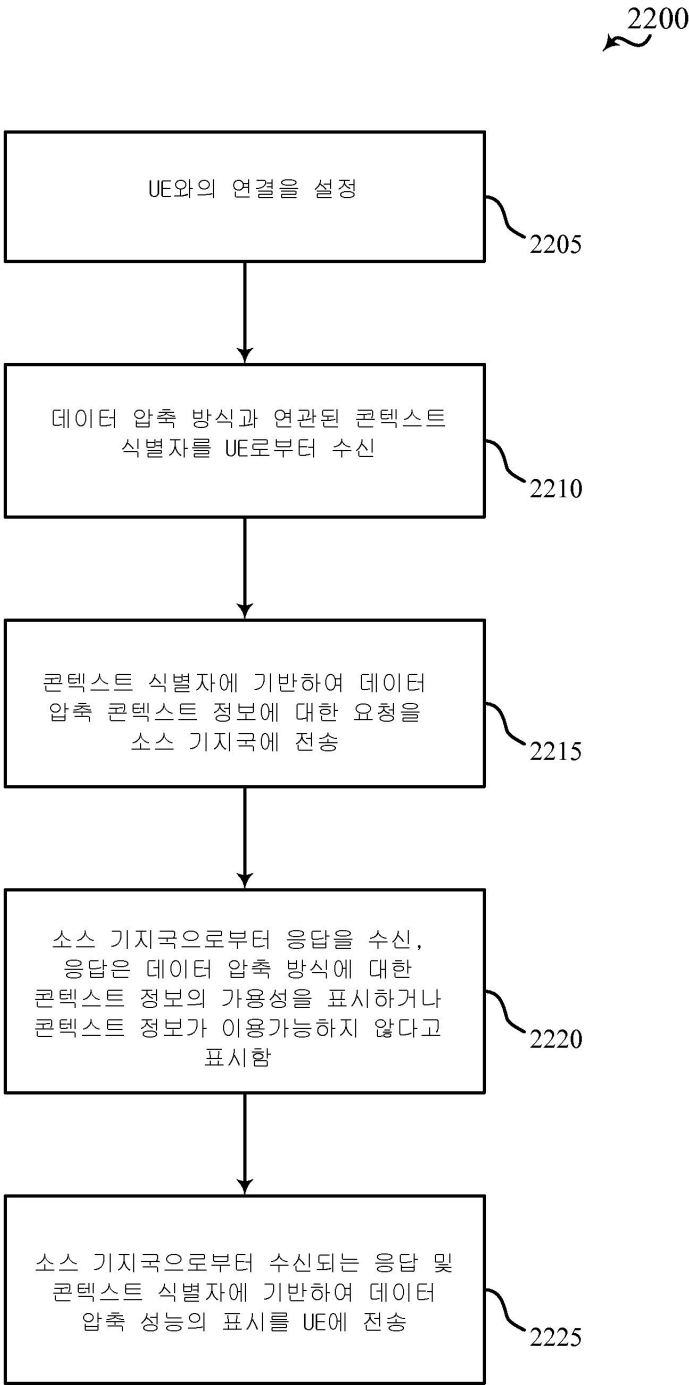 2200
UE와의 연결을 설정
2205
데이터 압축 방식과 연관된 콘텍스트
식별자를 UE로부터 수신
2210
콘텍스트 식별자에 기반하여 데이터
압축 콘텍스트 정보에 대한 요청을
소스 기지국에 전송
2215
소스 기지국으로부터 응답을 수신,
응답은 데이터 압축 방식에 대한
콘텍스트 정보의 가용성을 표시하거나
콘텍스트 정보가 이용가능하지 않다고
표시함
2220
소스 기지국으로부터 수신되는 응답 및
콘텍스트 식별자에 기반하여 데이터
압축 성능의 표시를 UE에 전송
2225